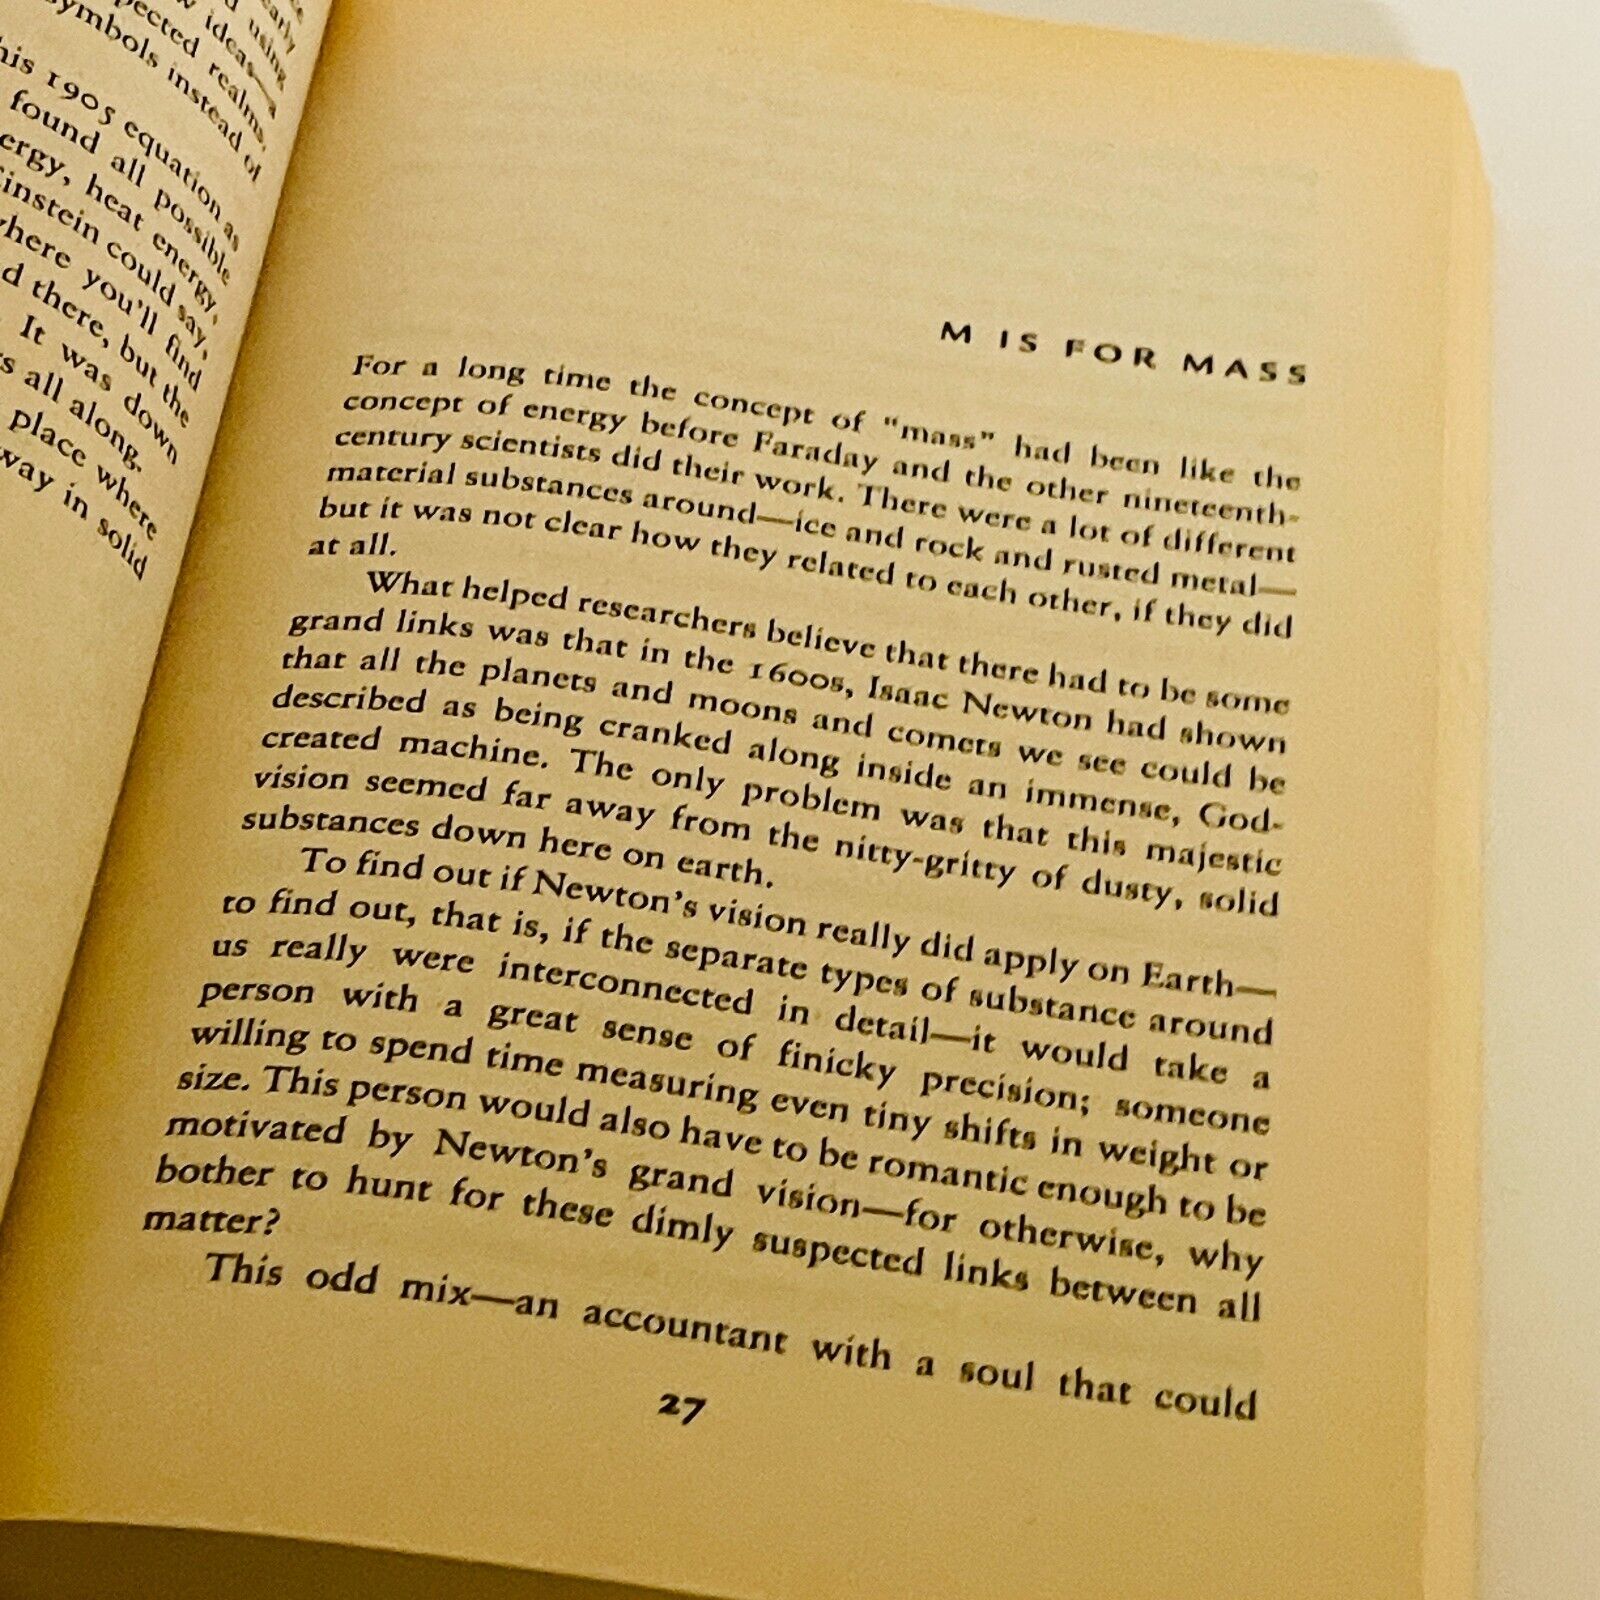 early
using
ideas—a
pected realms,
symbols instead of
his 1905 equation as
found all possible
ergy, heat energy,
Einstein could say,
where you'll find
d there, but the
It was down
s all along.
place where
way in solid
M IS FOR MASS
For a long time the concept of "mass" had been like the
concept of energy before Faraday and the other nineteenth-
century scientists did their work. There were a lot of different
material substances around—ice and rock and rusted metal—
but it was not clear how they related to each other, if they did
at all.
What helped researchers believe that there had to be some
grand links was that in the 1600s, Isaac Newton had shown
that all the planets and moons and comets we see could be
described as being cranked along inside an immense, God-
created machine. The only problem was that this majestic
vision seemed far away from the nitty-gritty of dusty, solid
substances down here on earth.
To find out if Newton's vision really did apply on Earth—
to find out, that is, if the separate types of substance around
us really were interconnected in detail—it would take a
person with a great sense of finicky precision; someone
willing to spend time measuring even tiny shifts in weight or
size. This person would also have to be romantic enough to be
motivated by Newton's grand vision—for otherwise, why
bother to hunt for these dimly suspected links between all
matter?
This odd mix—an accountant with a soul that could
27